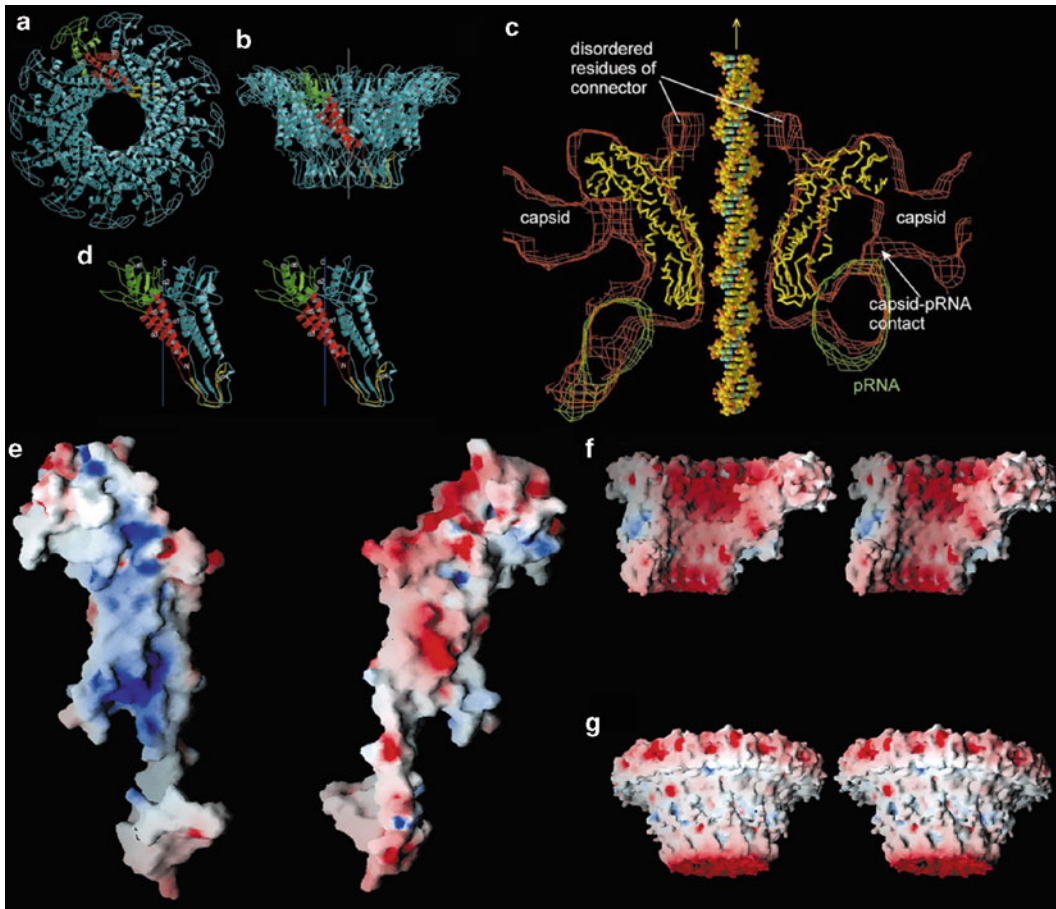 a
b
c
disordered
residues of
connector
capsid
capsid
capsid-pRNA
contact
pRNA
d
e
f
g